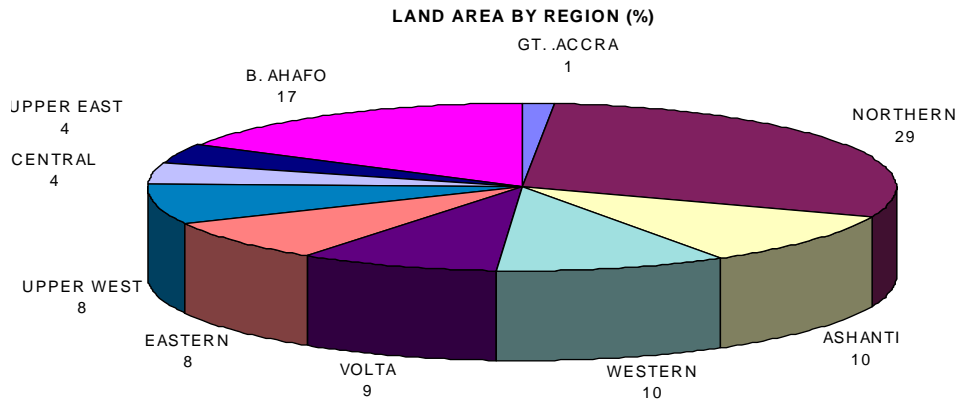 LAND AREA BY REGION (%)
GT. .ACCRA
1
B. AHAFO
17
UPPER EAST
4
NORTHERN
29
CENTRAL
4
UPPER WEST
8
EASTERN
8
VOLTA
9
WESTERN
10
ASHANTI
10